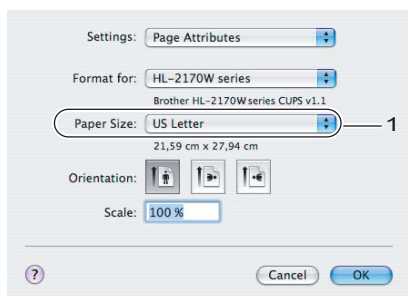 Settings: Page Attributes
Format for: HL-2170W series
Brother HL-2170W series CUPS v1.1
Paper Size: US Letter 1
21,59 cm x 27,94 cm
Orientation:
Scale: 100 %
? Cancel OK